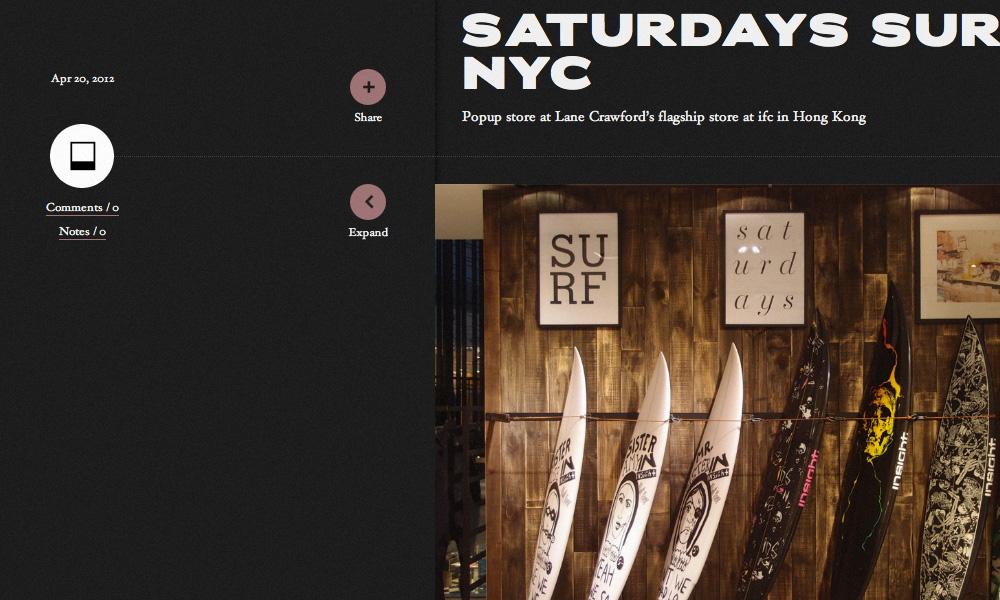 SATURDAYS SUR
NYC
Popup store at Lane Crawford's flagship store at ifc in Hong Kong
Apr 20, 2012
Share
Comments / 0
Notes / 0
Expand
SU
RF
sat
urd
ays
insight
insight
insight